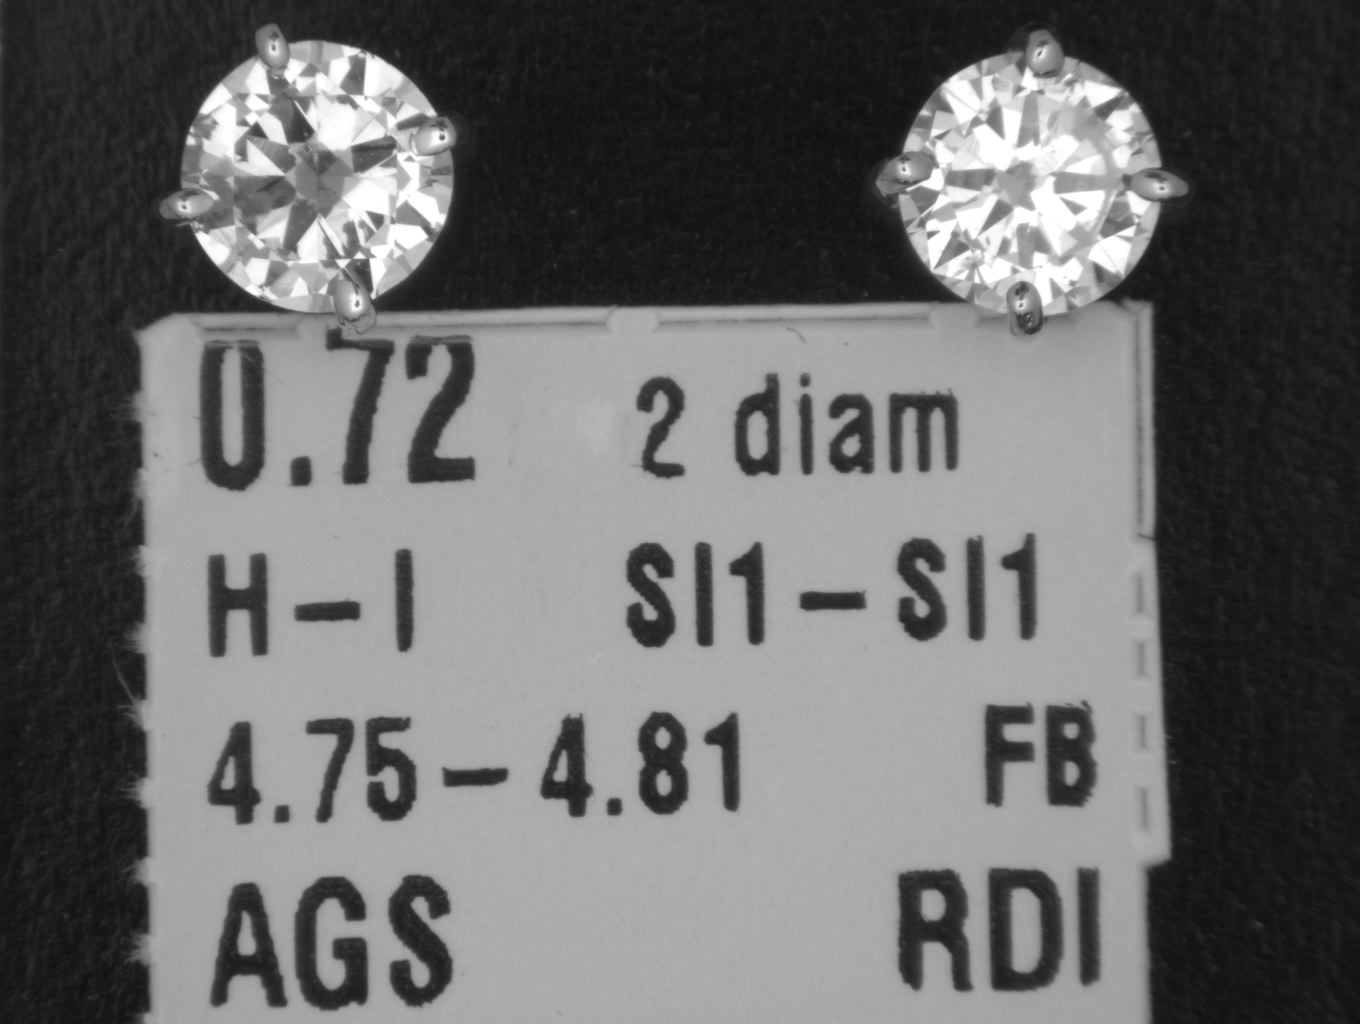 0.72 2 diam
H-I SI1-SI1
4.75-4.81 FB
AGS RDI